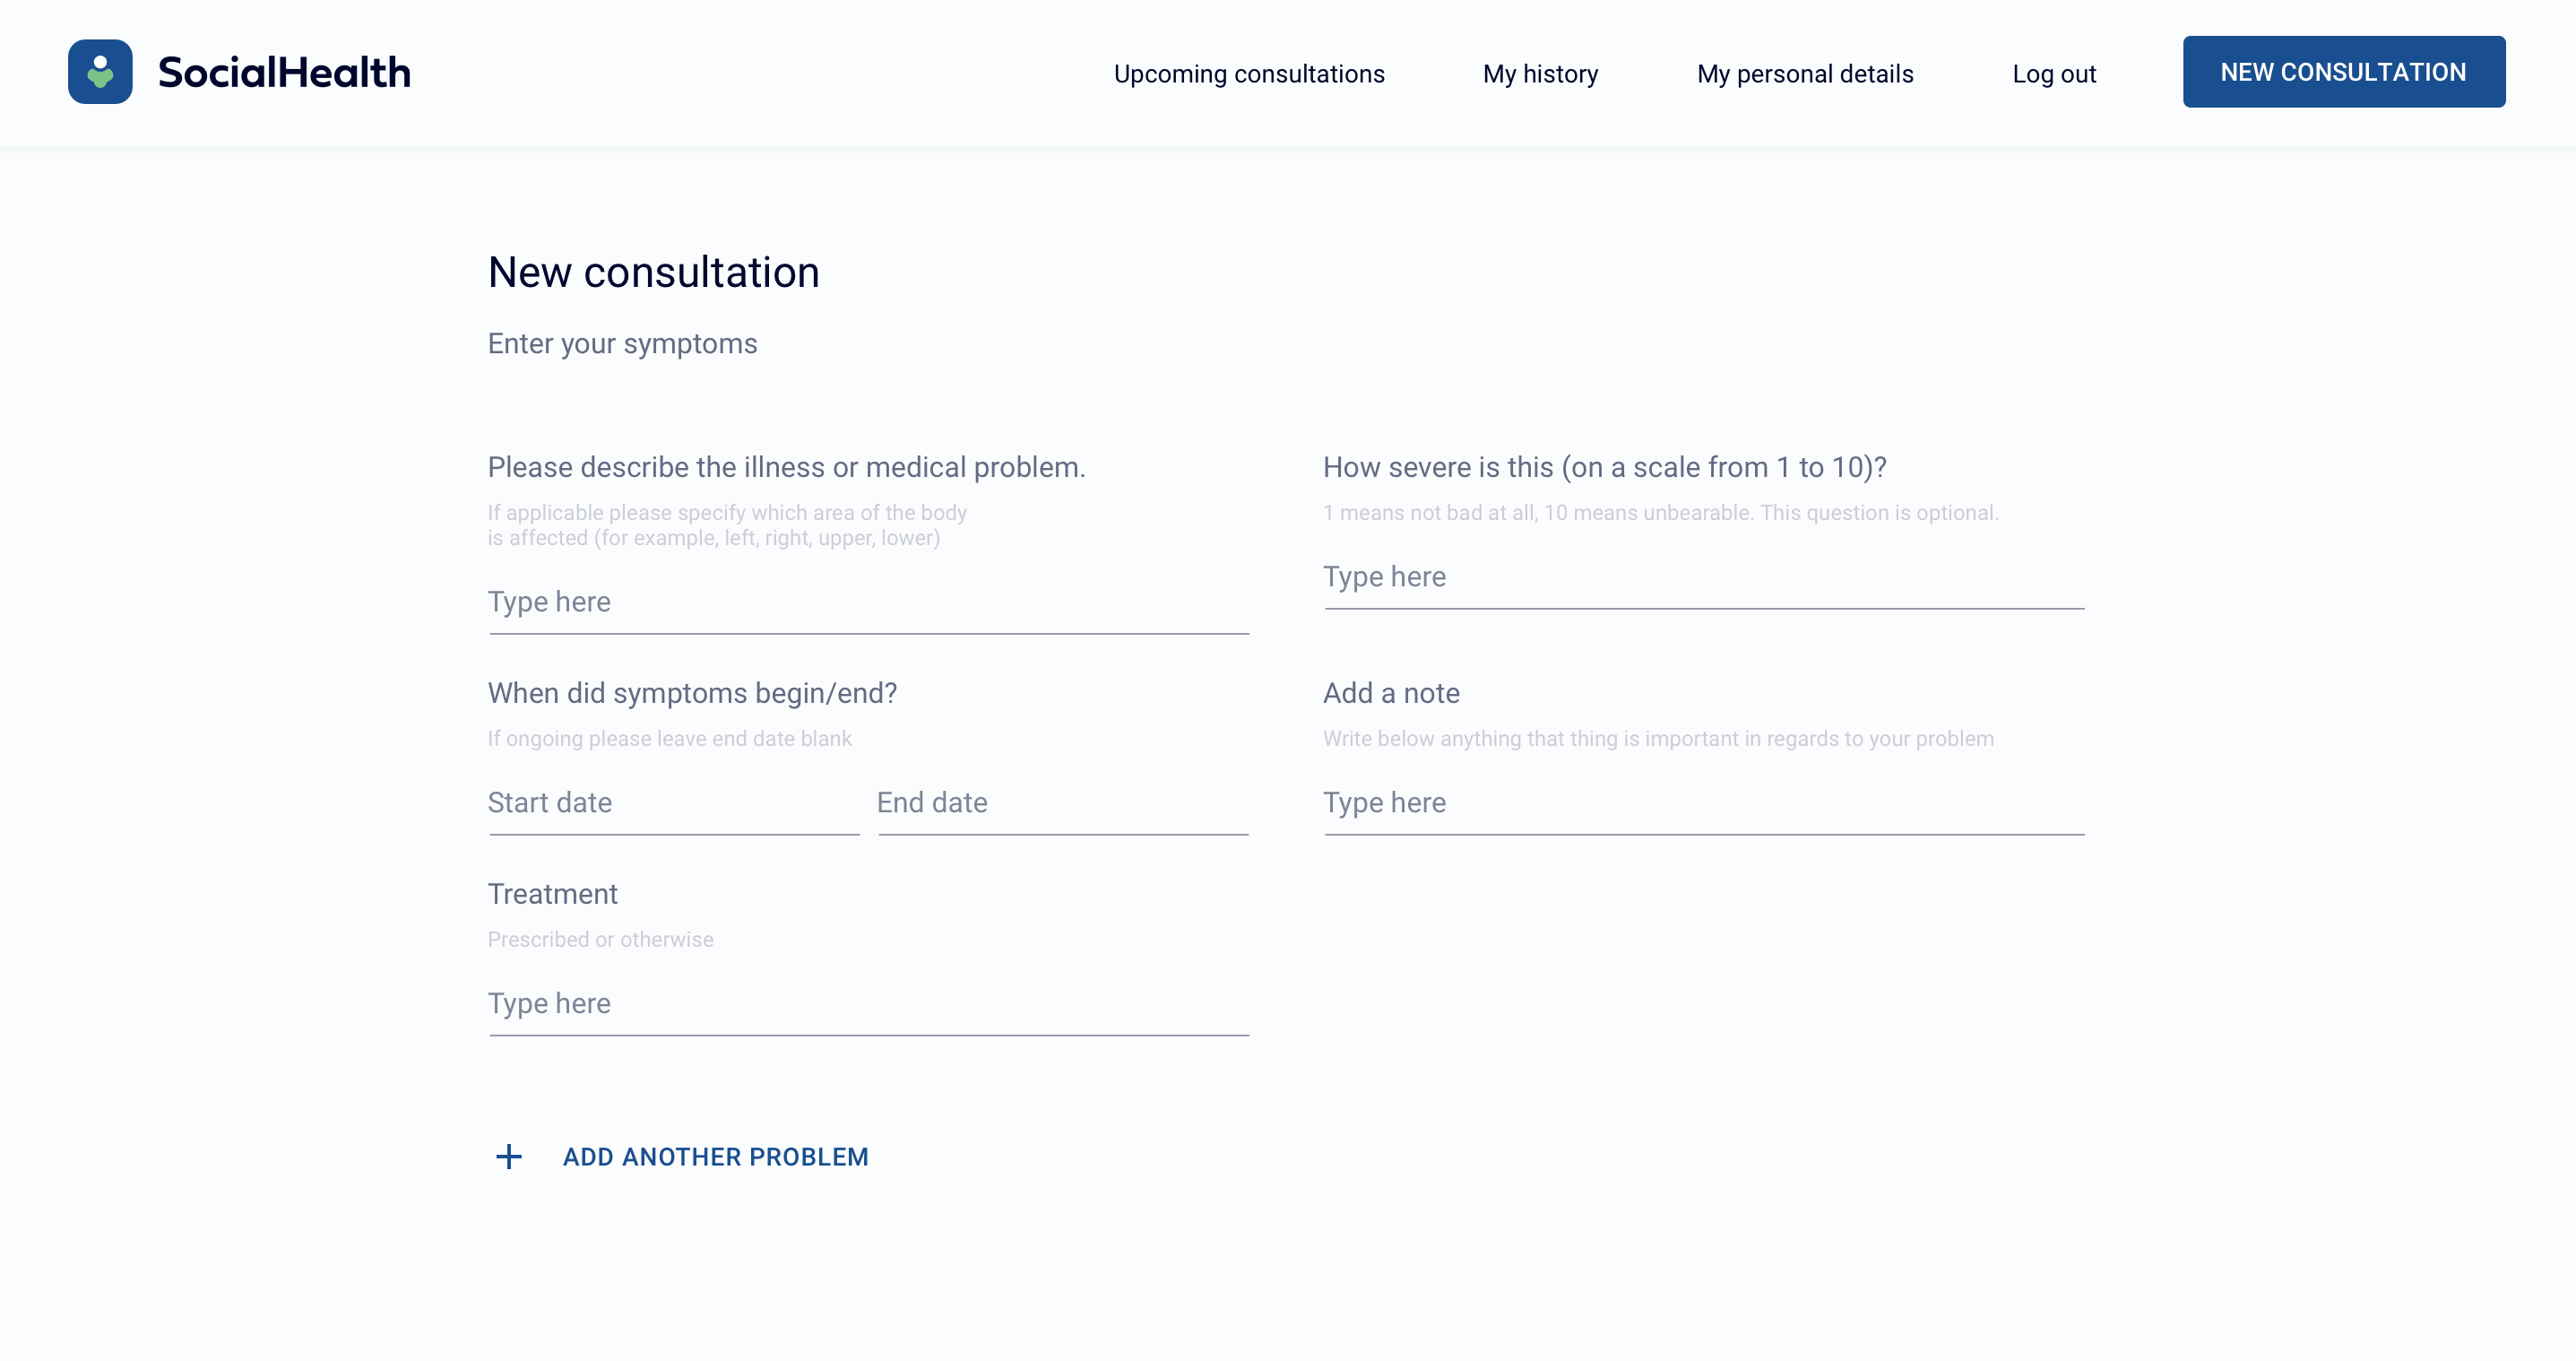 SocialHealth
Upcoming consultations
My history
My personal details
Log out
NEW CONSULTATION
New consultation
Enter your symptoms
Please describe the illness or medical problem.
If applicable please specify which area of the body
is affected (for example, left, right, upper, lower)
Type here
How severe is this (on a scale from 1 to 10)?
1 means not bad at all, 10 means unbearable. This question is optional.
Type here
When did symptoms begin/end?
If ongoing please leave end date blank
Start date
End date
Add a note
Write below anything that thing is important in regards to your problem
Type here
Treatment
Prescribed or otherwise
Type here
ADD ANOTHER PROBLEM